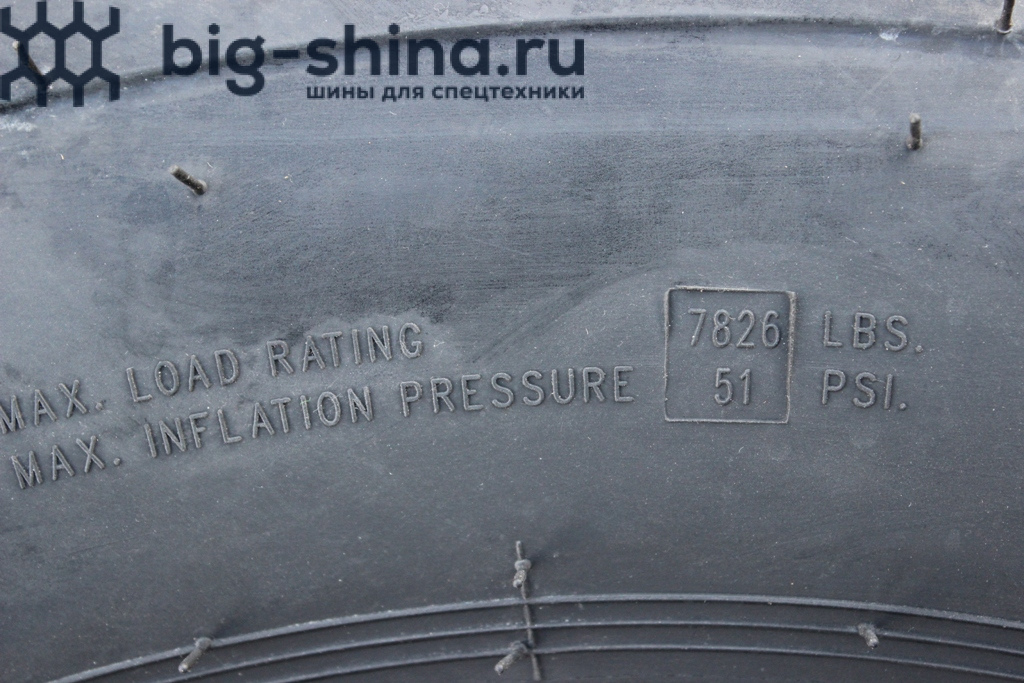 big-shina.ru
шины для спецтехники
MAX. LOAD RATING 7826 LBS.
MAX. INFLATION PRESSURE 51 PSI.